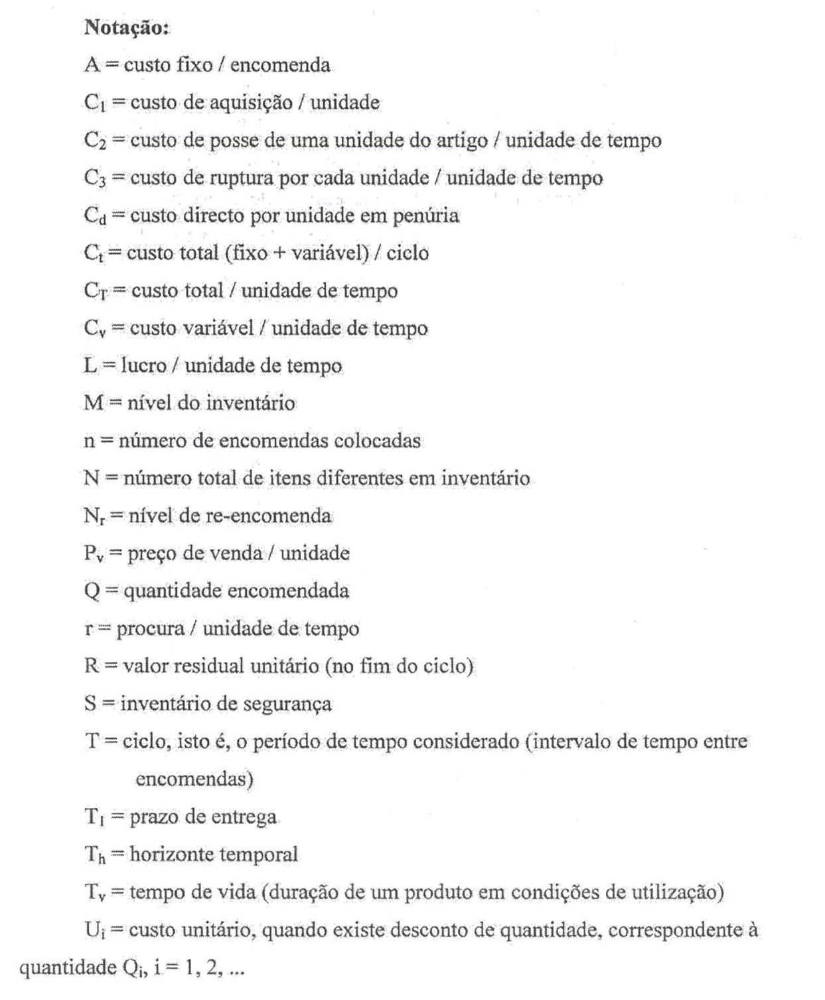 Notação:
A = custo fixo / encomenda
C₁ = custo de aquisição / unidade
C₂ = custo de posse de uma unidade do artigo / unidade de tempo
C₃ = custo de ruptura por cada unidade / unidade de tempo
C_d = custo directo por unidade em penúria
C_t = custo total (fixo + variável) / ciclo
C_T = custo total / unidade de tempo
C_v = custo variável / unidade de tempo
L = lucro / unidade de tempo
M = nível do inventário
n = número de encomendas colocadas
N = número total de itens diferentes em inventário
N_r = nível de re-encomenda
P_v = preço de venda / unidade
Q = quantidade encomendada
r = procura / unidade de tempo
R = valor residual unitário (no fim do ciclo)
S = inventário de segurança
T = ciclo, isto é, o período de tempo considerado (intervalo de tempo entre
encomendas)
T_l = prazo de entrega
T_h = horizonte temporal
T_v = tempo de vida (duração de um produto em condições de utilização)
U_i = custo unitário, quando existe desconto de quantidade, correspondente à
quantidade Q_i, i = 1, 2, ...